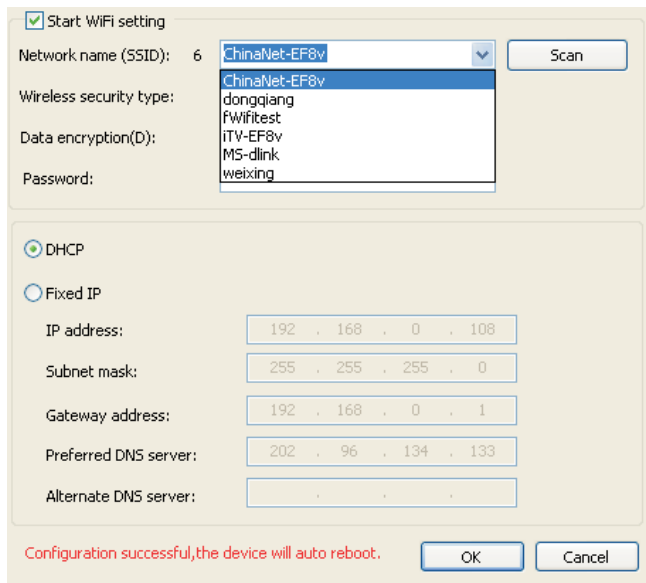 Start WiFi setting
Network name (SSID): 6 ChinaNet-EF8v Scan
ChinaNet-EF8v
Wireless security type:
dongqiang
fWifitest
Data encryption(D):
iTV-EF8v
MS-dlink
Password:
weixing
DHCP
Fixed IP
IP address: 192 . 168 . 0 . 108
Subnet mask: 255 . 255 . 255 . 0
Gateway address: 192 . 168 . 0 . 1
Preferred DNS server: 202 . 96 . 134 . 133
Alternate DNS server: . . .
Configuration successful,the device will auto reboot. OK Cancel